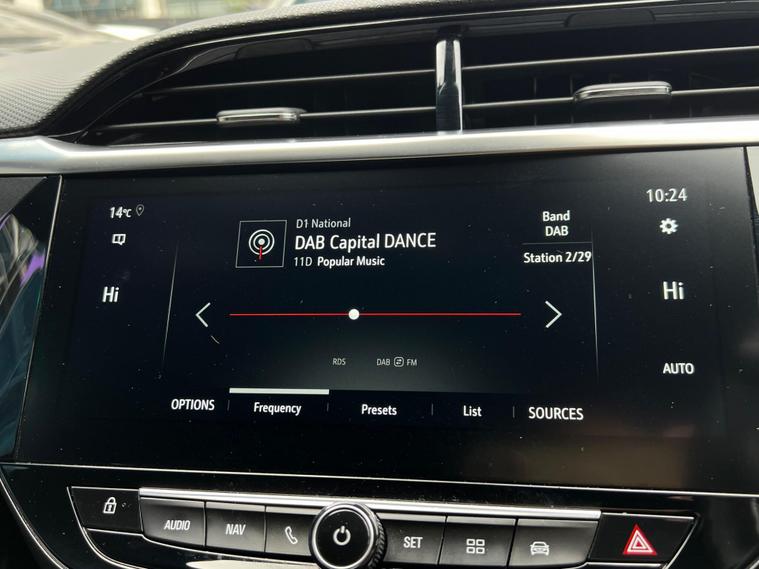 14°C
10:24
D1 National
DAB Capital DANCE
11D Popular Music
Band
DAB
Station 2/29
Hi
Hi
RDS
DAB FM
AUTO
OPTIONS
Frequency
Presets
List
SOURCES
AUDIO
NAV
SET